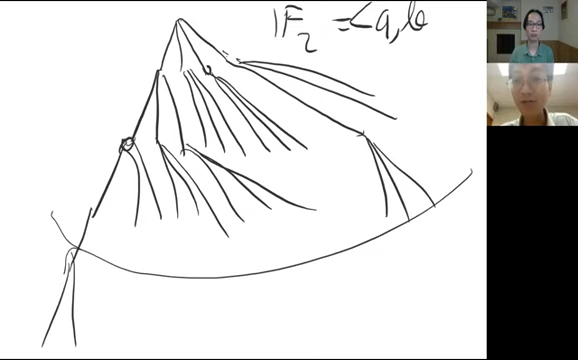 𝔽₂ = <a, b